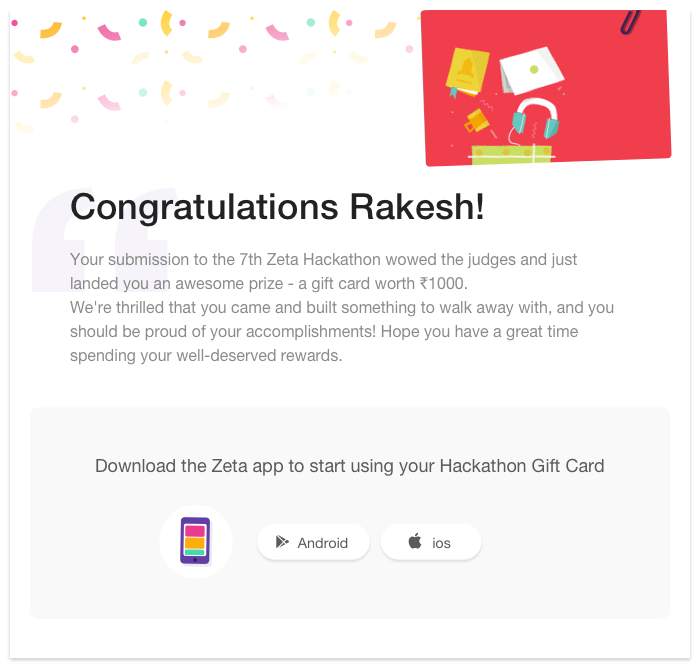 Congratulations Rakesh!
Your submission to the 7th Zeta Hackathon wowed the judges and just
landed you an awesome prize - a gift card worth ₹1000.
We're thrilled that you came and built something to walk away with, and you
should be proud of your accomplishments! Hope you have a great time
spending your well-deserved rewards.
Download the Zeta app to start using your Hackathon Gift Card
Android
ios